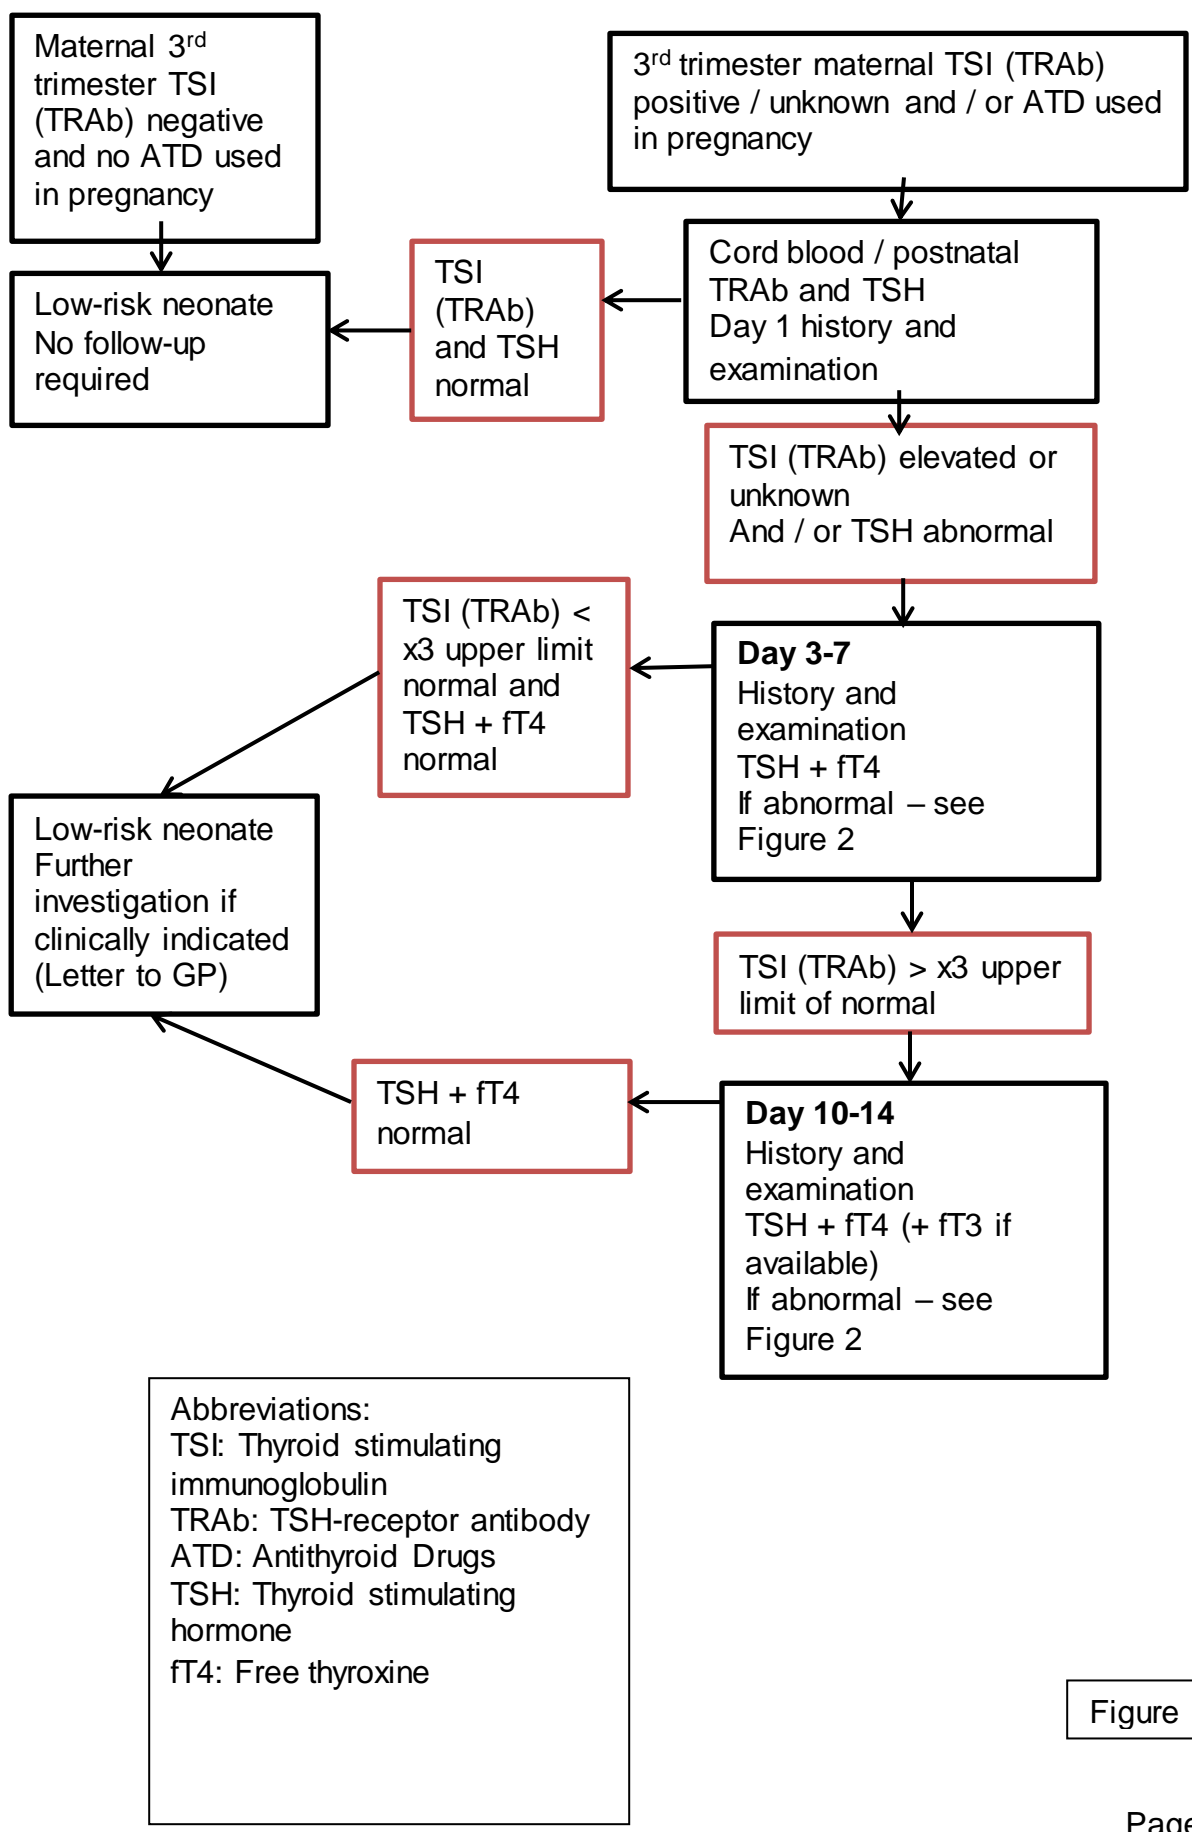 Maternal 3rd
trimester TSI
(TRAb) negative
and no ATD used
in pregnancy
3rd trimester maternal TSI (TRAb)
positive / unknown and / or ATD used
in pregnancy
Low-risk neonate
No follow-up
required
TSI
(TRAb)
and TSH
normal
Cord blood / postnatal
TRAb and TSH
Day 1 history and
examination
TSI (TRAb) elevated or
unknown
And / or TSH abnormal
TSI (TRAb) <
x3 upper limit
normal and
TSH + fT4
normal
Day 3-7
History and
examination
TSH + fT4
If abnormal – see
Figure 2
Low-risk neonate
Further
investigation if
clinically indicated
(Letter to GP)
TSI (TRAb) > x3 upper
limit of normal
TSH + fT4
normal
Day 10-14
History and
examination
TSH + fT4 (+ fT3 if
available)
If abnormal – see
Figure 2
Abbreviations:
TSI: Thyroid stimulating
immunoglobulin
TRAb: TSH-receptor antibody
ATD: Antithyroid Drugs
TSH: Thyroid stimulating
hormone
fT4: Free thyroxine
Figure
Page